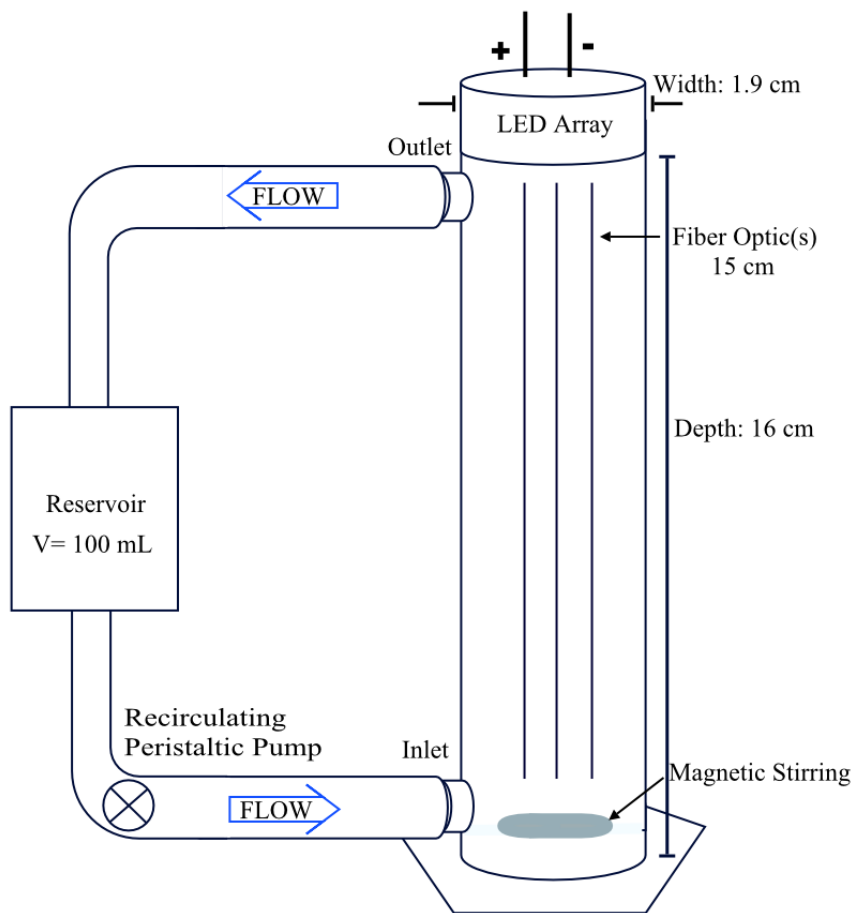 + -
Width: 1.9 cm
LED Array
Outlet
FLOW
Fiber Optic(s)
15 cm
Depth: 16 cm
Reservoir
V= 100 mL
Recirculating
Peristaltic Pump
Inlet
Magnetic Stirring
FLOW